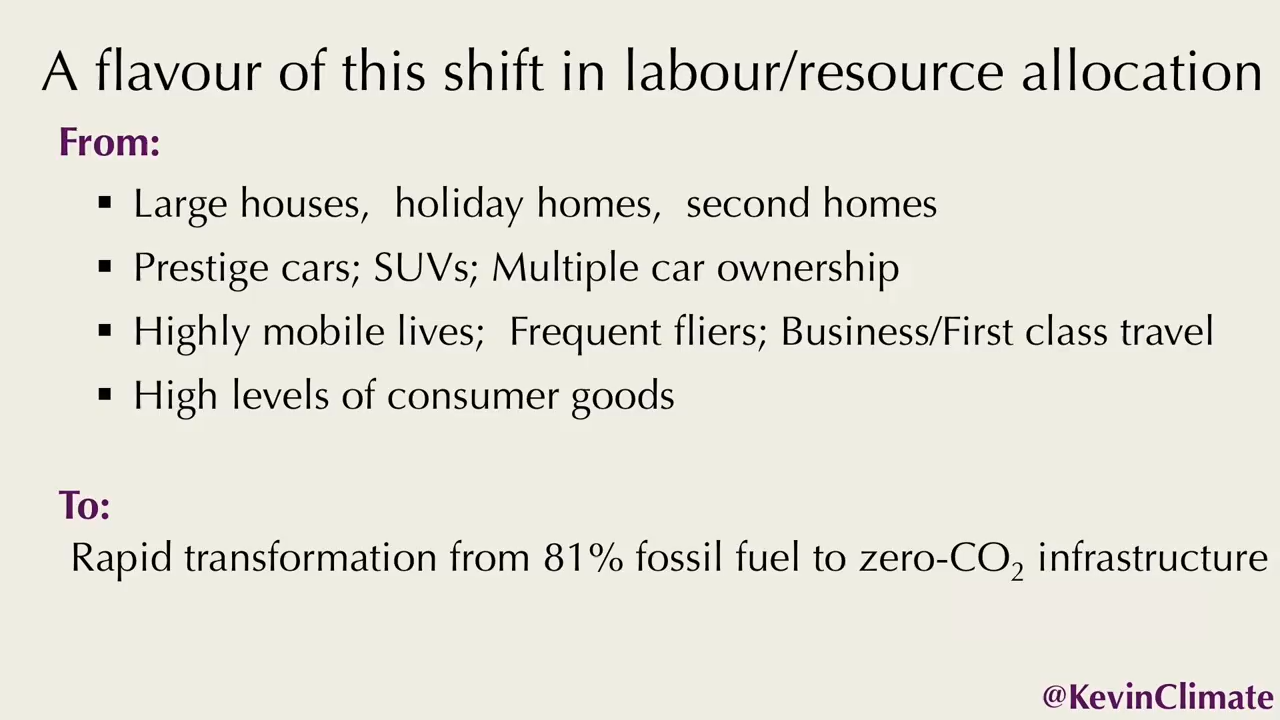 A flavour of this shift in labour/resource allocation
From:
▪ Large houses, holiday homes, second homes
▪ Prestige cars; SUVs; Multiple car ownership
▪ Highly mobile lives; Frequent fliers; Business/First class travel
▪ High levels of consumer goods
To:
Rapid transformation from 81% fossil fuel to zero-CO₂ infrastructure
@KevinClimate